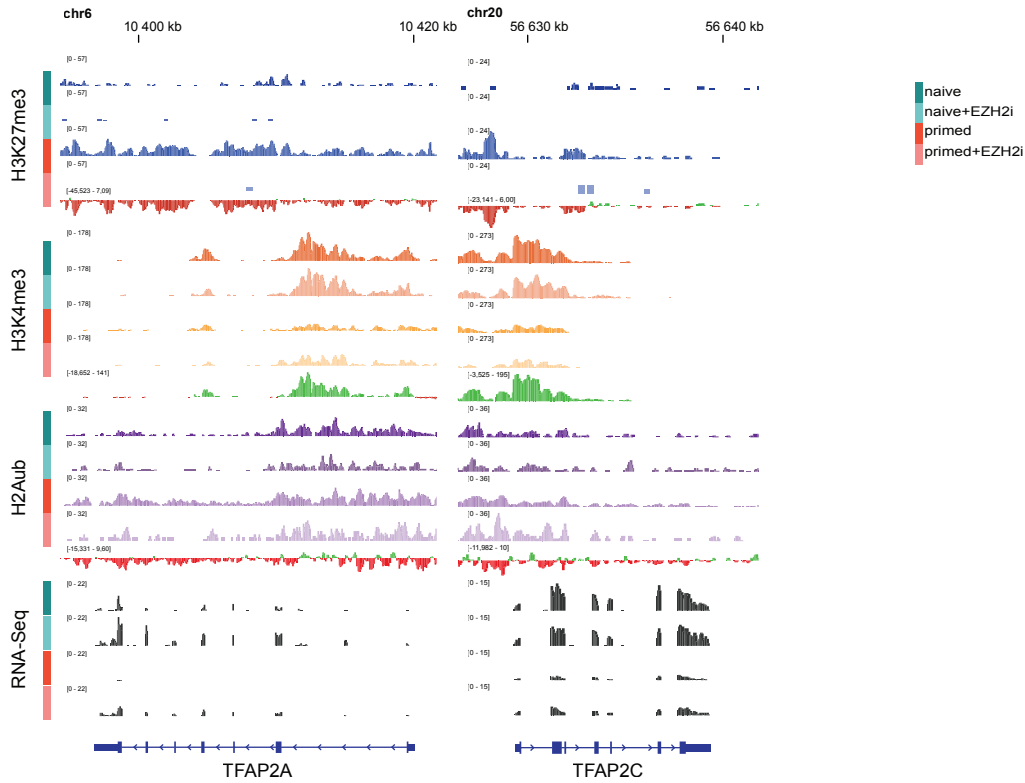 chr6 chr20
10 400 kb 10 420 kb 56 630 kb 56 640 kb
H3K27me3
[0 - 57] [0 - 24]
[0 - 57] [0 - 24]
[0 - 57] [0 - 24]
[0 - 57] [0 - 24]
[-45,523 - 7,09] [-23,141 - 6,00]
naive
naive+EZH2i
primed
primed+EZH2i
H3K4me3
[0 - 178] [0 - 273]
[0 - 178] [0 - 273]
[0 - 178] [0 - 273]
[0 - 178] [0 - 273]
[-18,652 - 141] [-3,525 - 195]
H2Aub
[0 - 32] [0 - 36]
[0 - 32] [0 - 36]
[0 - 32] [0 - 36]
[0 - 32] [0 - 36]
[-15,331 - 9,60] [-11,982 - 10]
RNA-Seq
[0 - 22] [0 - 15]
[0 - 22] [0 - 15]
[0 - 22] [0 - 15]
[0 - 22] [0 - 15]
TFAP2A TFAP2C